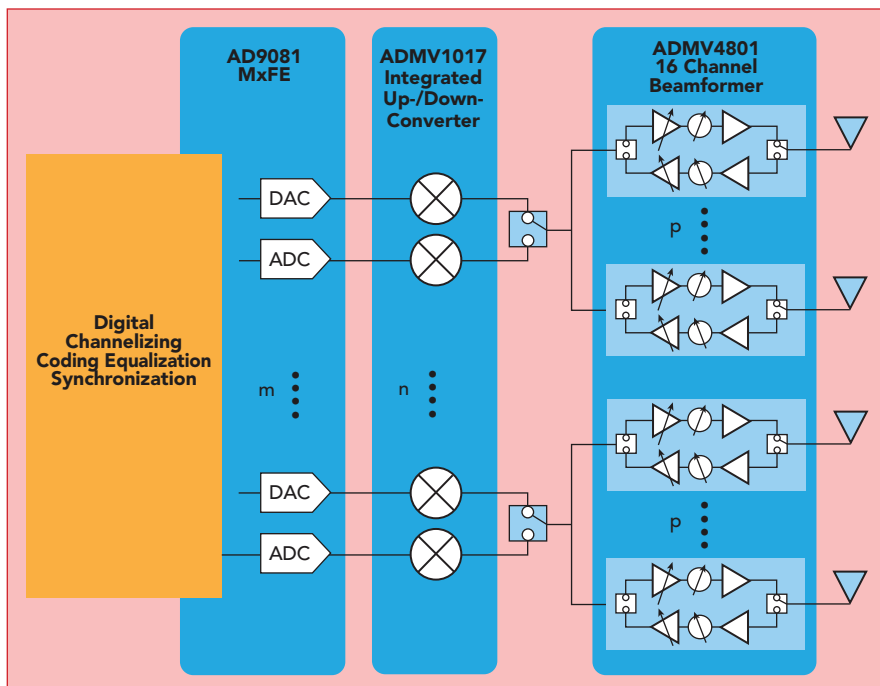 AD9081
MxFE
ADMV1017
Integrated
Up-/Down-
Converter
ADMV4801
16 Channel
Beamformer
DAC
ADC
p
Digital
Channelizing
Coding Equalization
Synchronization
m
n
DAC
ADC
p